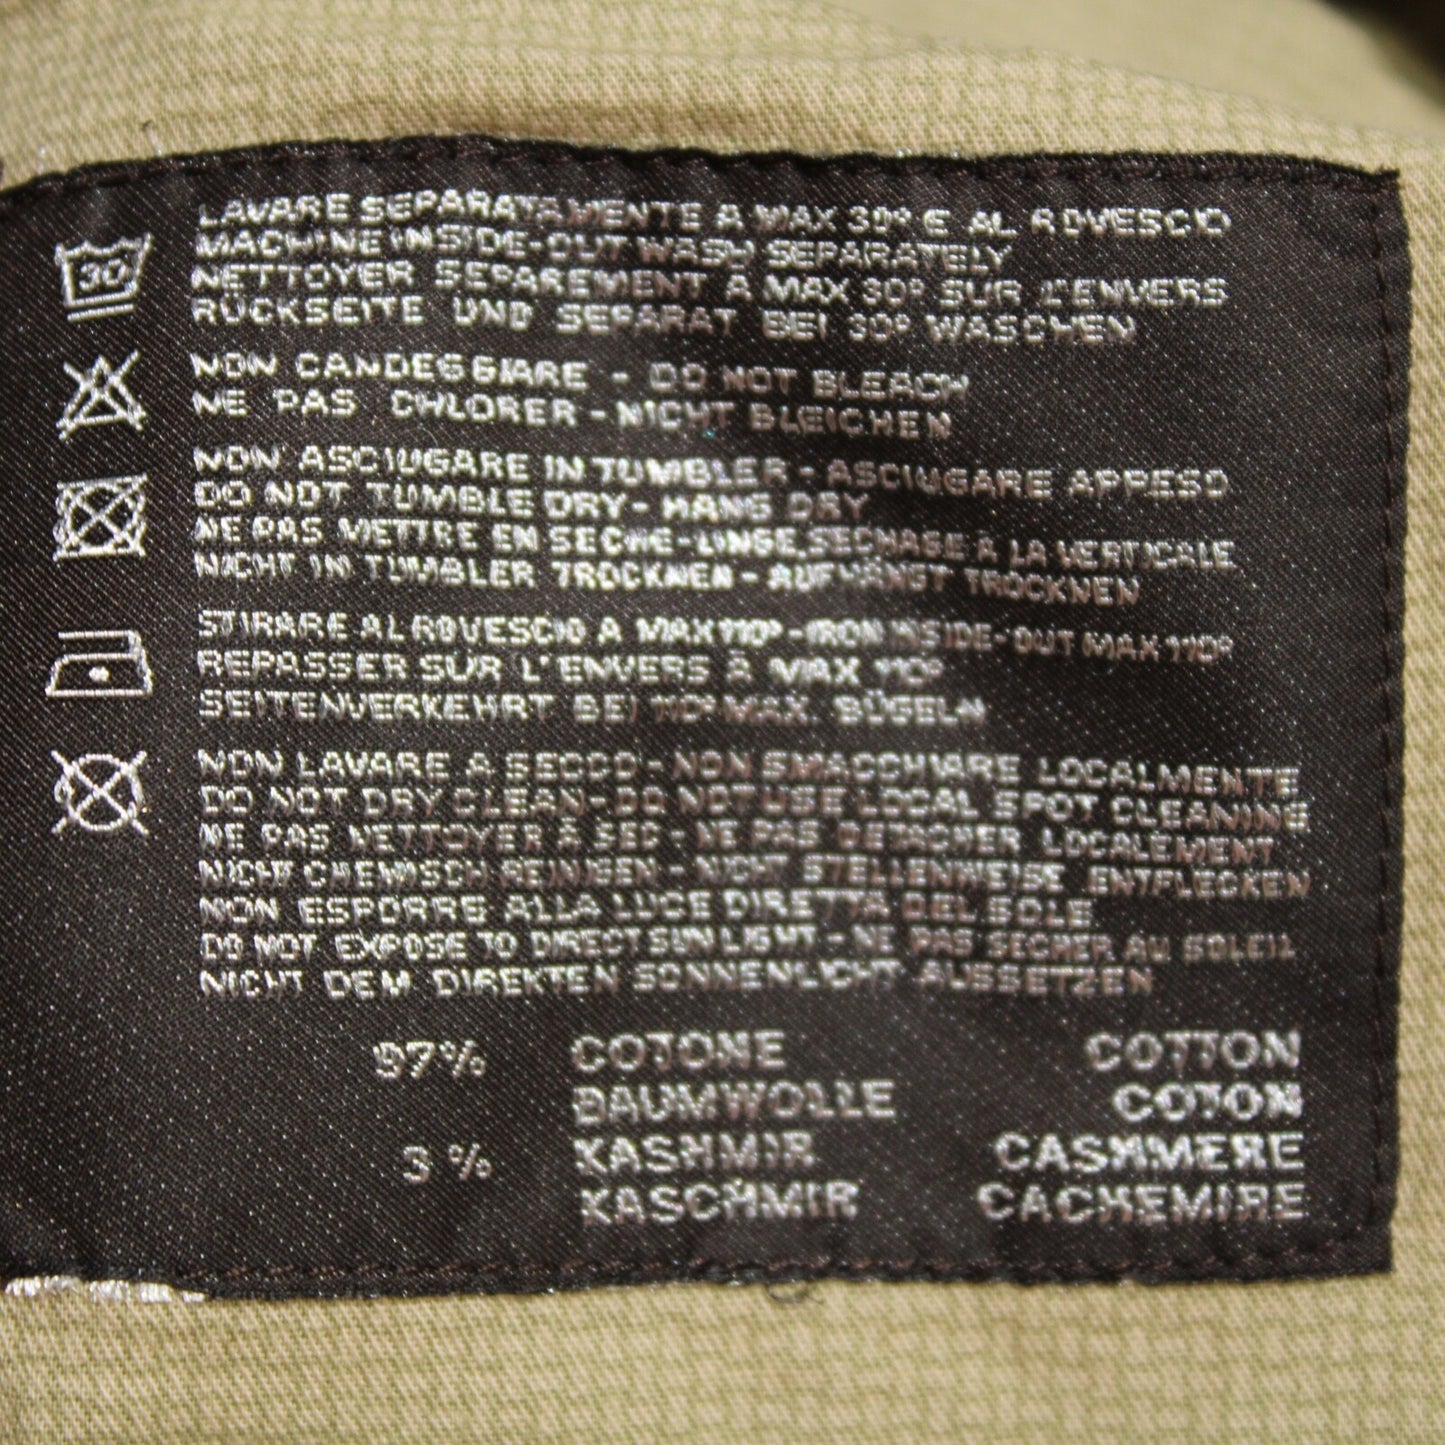 30
LAVARE SEPARATAMENTE A MAX 30° E AL ROVESCIO
MACHINE INSIDE-OUT WASH SEPARATELY
NETTOYER SEPAREMENT À MAX 30° SUR L'ENVERS
RÜCKSEITE UND SEPARAT BEI 30° WASCHEN
NON CANDEGGIARE - DO NOT BLEACH
NE PAS CHLORER - NICHT BLEICHEN
NON ASCIUGARE IN TUMBLER - ASCIUGARE APPESO
DO NOT TUMBLE DRY - HANG DRY
NE PAS METTRE EN SECHE-LINGE, SECHAGE À LA VERTICALE
NICHT IN TUMBLER TROCKNEN - AUFHÄNGT TROCKNEN
STIRARE AL ROVESCIO A MAX 110° - IRON INSIDE-OUT MAX 110°
REPASSER SUR L'ENVERS À MAX 110°
SEITENVERKEHRT BEI 110° MAX. BÜGELN
NON LAVARE A SECCO - NON SMACCHIARE LOCALMENTE
DO NOT DRY CLEAN - DO NOT USE LOCAL SPOT CLEANING
NE PAS NETTOYER À SEC - NE PAS DETACHER LOCALEMENT
NICHT CHEMISCH REINIGEN - NICHT STELLENWEISE ENTFLECKEN
NON ESPORRE ALLA LUCE DIRETTA DEL SOLE
DO NOT EXPOSE TO DIRECT SUN LIGHT - NE PAS SECHER AU SOLEIL
NICHT DEM DIREKTEN SONNENLICHT AUSSETZEN
97% COTONE COTTON
BAUMWOLLE COTON
3% KASHMIR CASHMERE
KASCHMIR CACHEMIRE